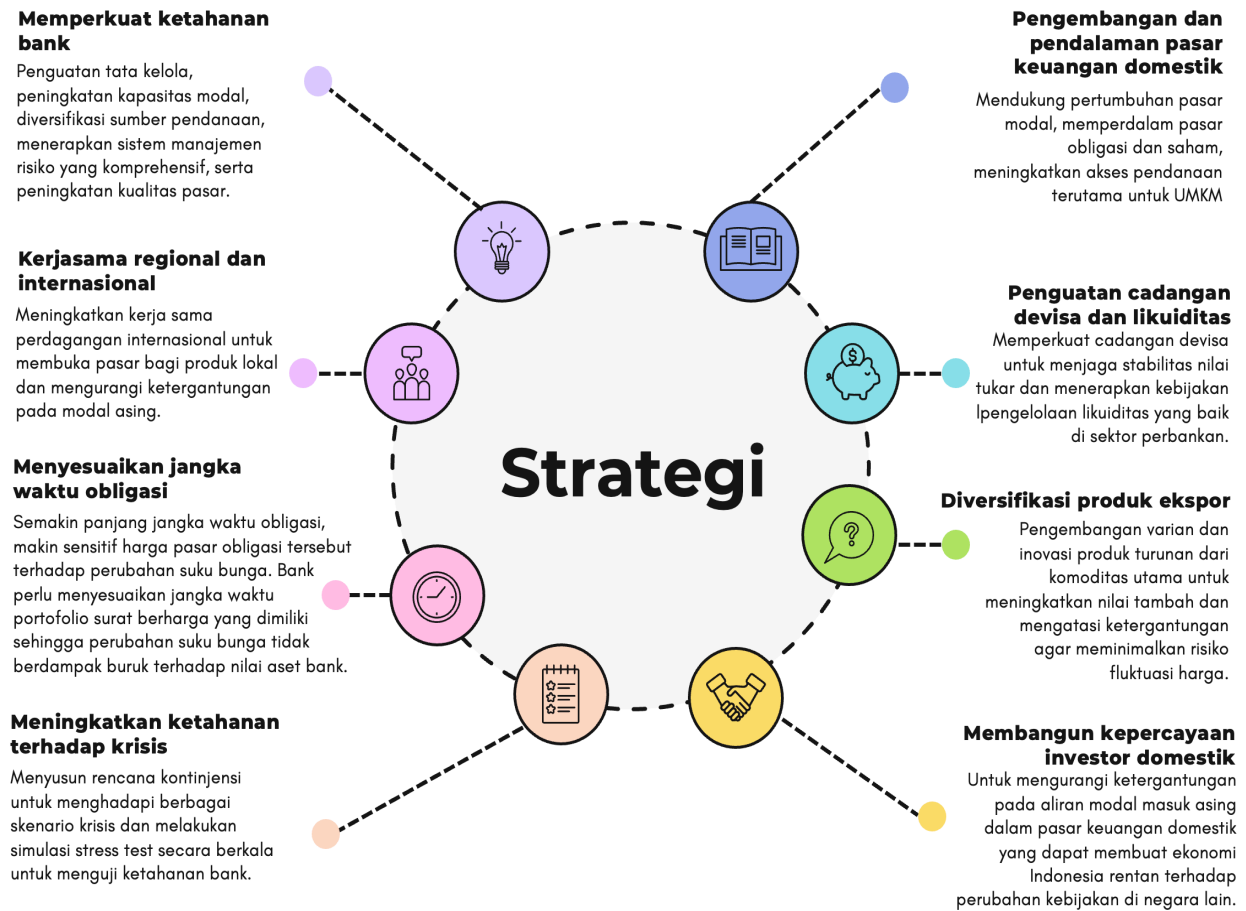 Memperkuat ketahanan
bank
Penguatan tata kelola,
peningkatan kapasitas modal,
diversifikasi sumber pendanaan,
menerapkan sistem manajemen
risiko yang komprehensif, serta
peningkatan kualitas pasar.
Kerjasama regional dan
internasional
Meningkatkan kerja sama
perdagangan internasional untuk
membuka pasar bagi produk lokal
dan mengurangi ketergantungan
pada modal asing.
Menyesuaikan jangka
waktu obligasi
Semakin panjang jangka waktu obligasi,
makin sensitif harga pasar obligasi tersebut
terhadap perubahan suku bunga. Bank
perlu menyesuaikan jangka waktu
portofolio surat berharga yang dimiliki
sehingga perubahan suku bunga tidak
berdampak buruk terhadap nilai aset bank.
Meningkatkan ketahanan
terhadap krisis
Menyusun rencana kontinjensi
untuk menghadapi berbagai
skenario krisis dan melakukan
simulasi stress test secara berkala
untuk menguji ketahanan bank.
Strategi
$
?
Pengembangan dan
pendalaman pasar
keuangan domestik
Mendukung pertumbuhan pasar
modal, memperdalam pasar
obligasi dan saham,
meningkatkan akses pendanaan
terutama untuk UMKM
Penguatan cadangan
devisa dan likuiditas
Memperkuat cadangan devisa
untuk menjaga stabilitas nilai
tukar dan menerapkan kebijakan
lpengelolaan likuiditas yang baik
di sektor perbankan.
Diversifikasi produk ekspor
Pengembangan varian dan
inovasi produk turunan dari
komoditas utama untuk
meningkatkan nilai tambah dan
mengatasi ketergantungan
agar meminimalkan risiko
fluktuasi harga.
Membangun kepercayaan
investor domestik
Untuk mengurangi ketergantungan
pada aliran modal masuk asing
dalam pasar keuangan domestik
yang dapat membuat ekonomi
Indonesia rentan terhadap
perubahan kebijakan di negara lain.